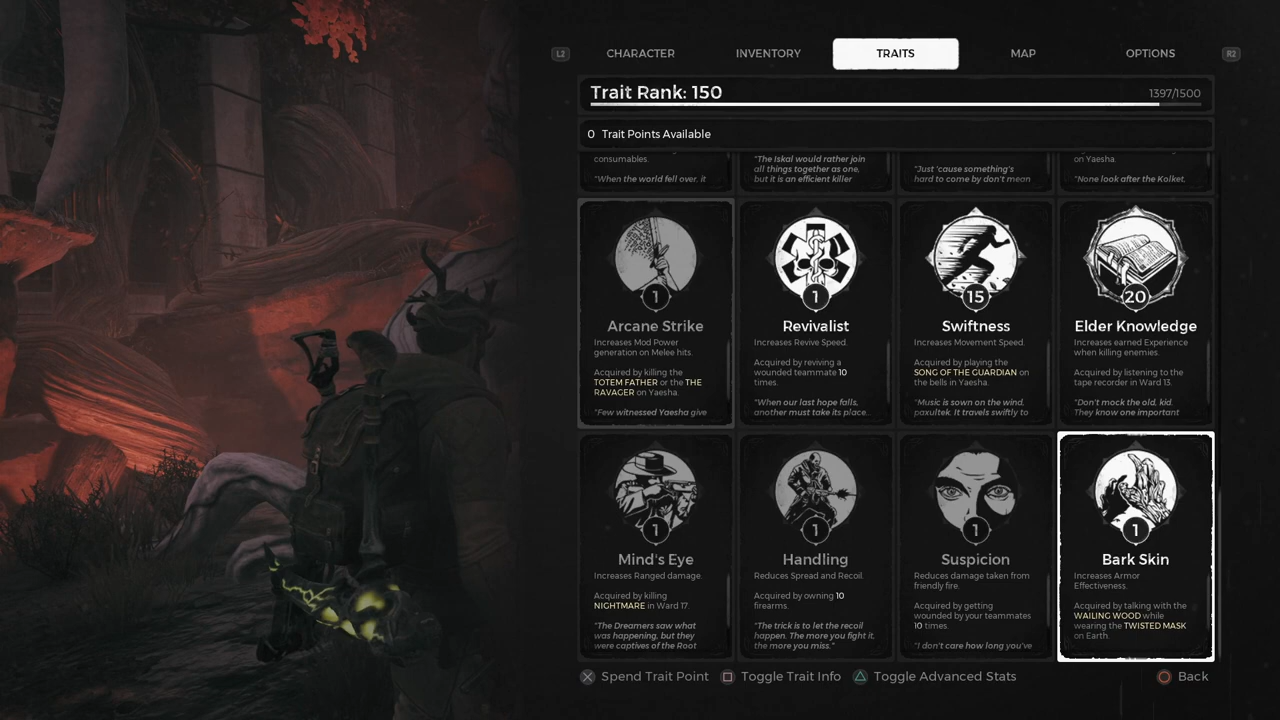 L2 CHARACTER INVENTORY TRAITS MAP OPTIONS R2
Trait Rank: 150 1397/1500
0 Trait Points Available
consumables.
"When the world fell over, it
"The Iskal would rather join
all things together as one,
but it is an efficient killer
"Just 'cause something's
hard to come by don't mean
on Yaesha.
"None look after the Kolket,
1
Arcane Strike
Increases Mod Power
generation on Melee hits.
Acquired by killing the
TOTEM FATHER or the THE
RAVAGER on Yaesha.
"Few witnessed Yaesha give
1
Revivalist
Increases Revive Speed.
Acquired by reviving a
wounded teammate 10
times.
"When our last hope falls,
another must take its place...
15
Swiftness
Increases Movement Speed.
Acquired by playing the
SONG OF THE GUARDIAN on
the bells in Yaesha.
"Music is sown on the wind,
paxultek. It travels swiftly to
20
Elder Knowledge
Increases earned Experience
when killing enemies.
Acquired by listening to the
tape recorder in Ward 13.
"Don't mock the old, kid.
They know one important
1
Mind's Eye
Increases Ranged damage.
Acquired by killing
NIGHTMARE in Ward 17.
"The Dreamers saw what
was happening, but they
were captives of the Root
1
Handling
Reduces Spread and Recoil.
Acquired by owning 10
firearms.
"The trick is to let the recoil
happen. The more you fight it,
the more you miss."
1
Suspicion
Reduces damage taken from
friendly fire.
Acquired by getting
wounded by your teammates
10 times.
"I don't care how long you've
1
Bark Skin
Increases Armor
Effectiveness.
Acquired by talking with the
WAILING WOOD while
wearing the TWISTED MASK
on Earth.
Spend Trait Point Toggle Trait Info Toggle Advanced Stats Back